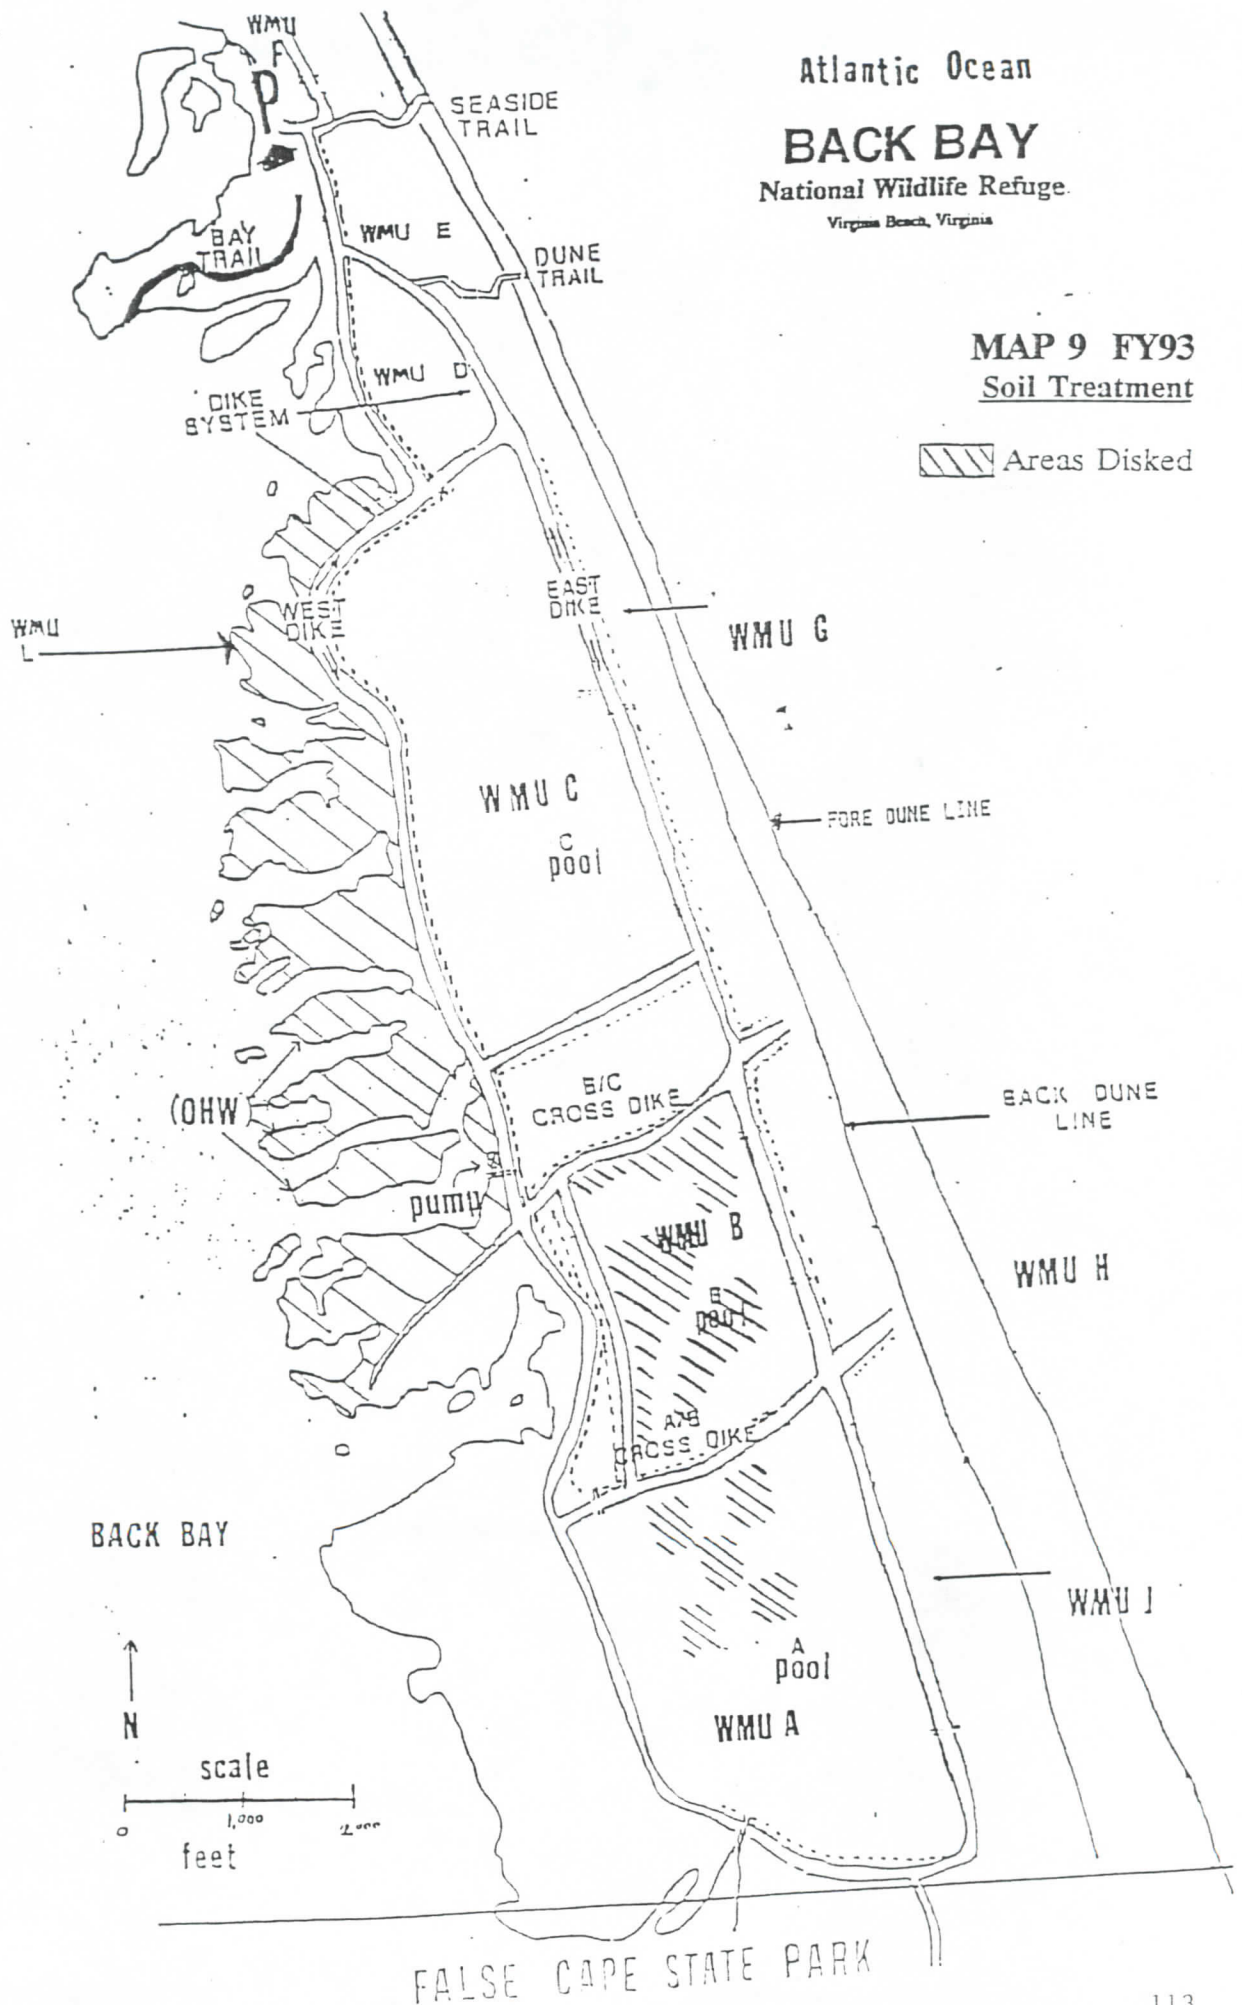 WMU
F
P
Atlantic Ocean
BACK BAY
National Wildlife Refuge
Virginia Beach, Virginia
SEASIDE
TRAIL
BAY
TRAIL
WMU E
DUNE
TRAIL
MAP 9 FY93
Soil Treatment
Areas Disked
WMU D
DIKE
SYSTEM
WEST
DIKE
EAST
DIKE
WMU
L
WMU G
WMU C
C
pool
FORE DUNE LINE
B/C
CROSS DIKE
(OHW)
BACK DUNE
LINE
pump
WMU B
B
pool
WMU H
A/B
CROSS DIKE
BACK BAY
WMU J
A
pool
WMU A
N
scale
0 1,000 2,000
feet
FALSE CAPE STATE PARK
113